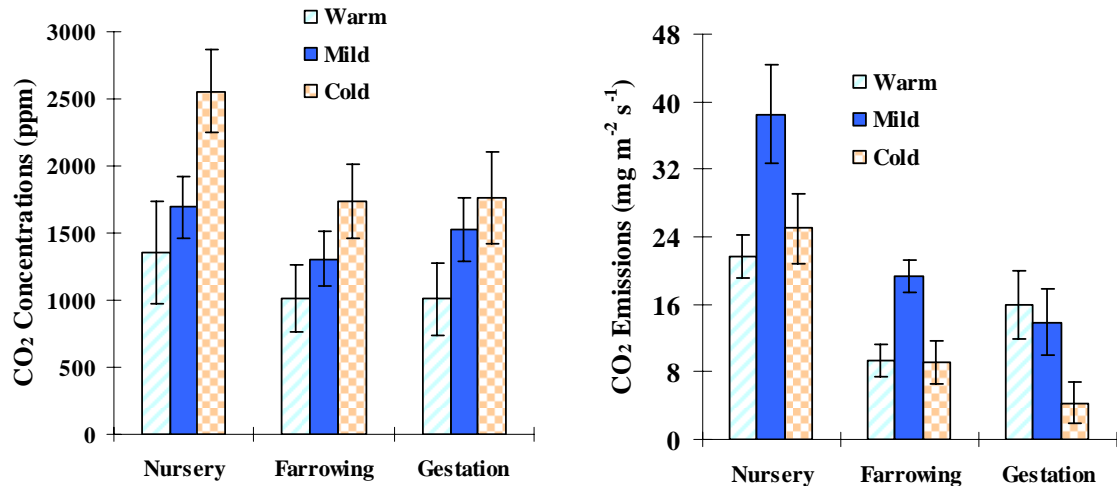 CO₂ Concentrations (ppm)
3000
2500
2000
1500
1000
500
0
Warm
Mild
Cold
Nursery Farrowing Gestation
CO₂ Emissions (mg m⁻² s⁻¹)
48
40
32
24
16
8
0
Warm
Mild
Cold
Nursery Farrowing Gestation